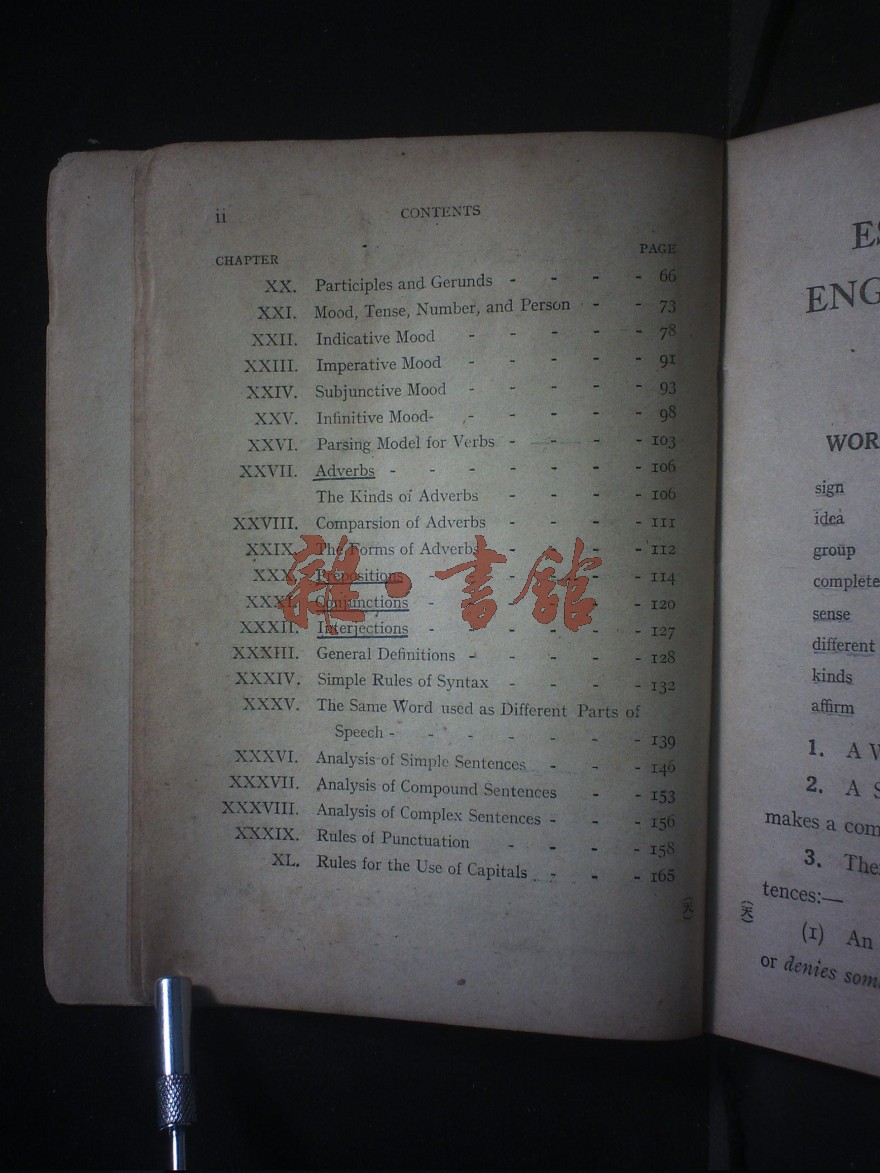 ii
CONTENTS
CHAPTER
PAGE
XX. Participles and Gerunds - - - - 66
XXI. Mood, Tense, Number, and Person - - 73
XXII. Indicative Mood - - - - - 78
XXIII. Imperative Mood - - - - - 91
XXIV. Subjunctive Mood - - - - - 93
XXV. Infinitive Mood- - - - - - 98
XXVI. Parsing Model for Verbs - - - - 103
XXVII. Adverbs - - - - - - - 106
The Kinds of Adverbs - - - - 106
XXVIII. Comparsion of Adverbs - - - - 111
XXIX. The Forms of Adverbs - - - - 112
XXX. Prepositions - - - - - - 114
XXXI. Conjunctions - - - - - - 120
XXXII. Interjections - - - - - - 127
XXXIII. General Definitions - - - - - 128
XXXIV. Simple Rules of Syntax - - - - 132
XXXV. The Same Word used as Different Parts of
Speech - - - - - - - 139
XXXVI. Analysis of Simple Sentences - - - 146
XXXVII. Analysis of Compound Sentences - - 153
XXXVIII. Analysis of Complex Sentences - - - 156
XXXIX. Rules of Punctuation - - - - 158
XL. Rules for the Use of Capitals - - - 165
(天)
雜·書館
ES
ENG
WOR
sign
idea
group
complete
sense
different
kinds
affirm
1. A W
2. A S
makes a com
3. The
tences:—
(天)
(1) An
or denies som